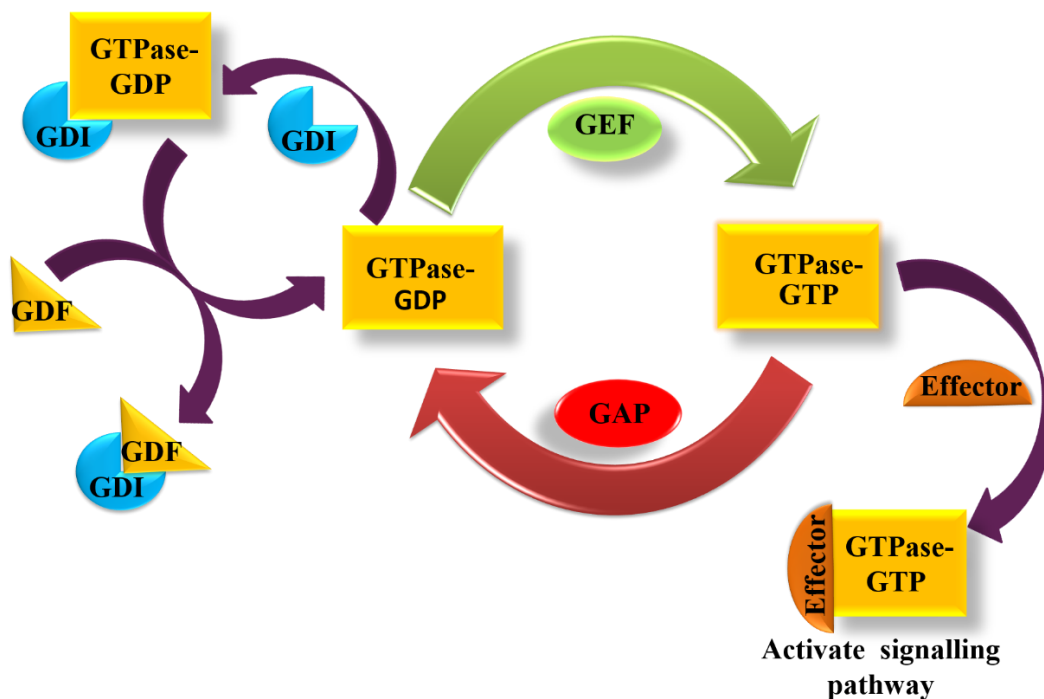 GTPase-
GDP
GDI
GDI
GEF
GTPase-
GDP
GTPase-
GTP
GDF
Effector
GAP
GDF
GDI
Effector
GTPase-
GTP
Activate signalling
pathway